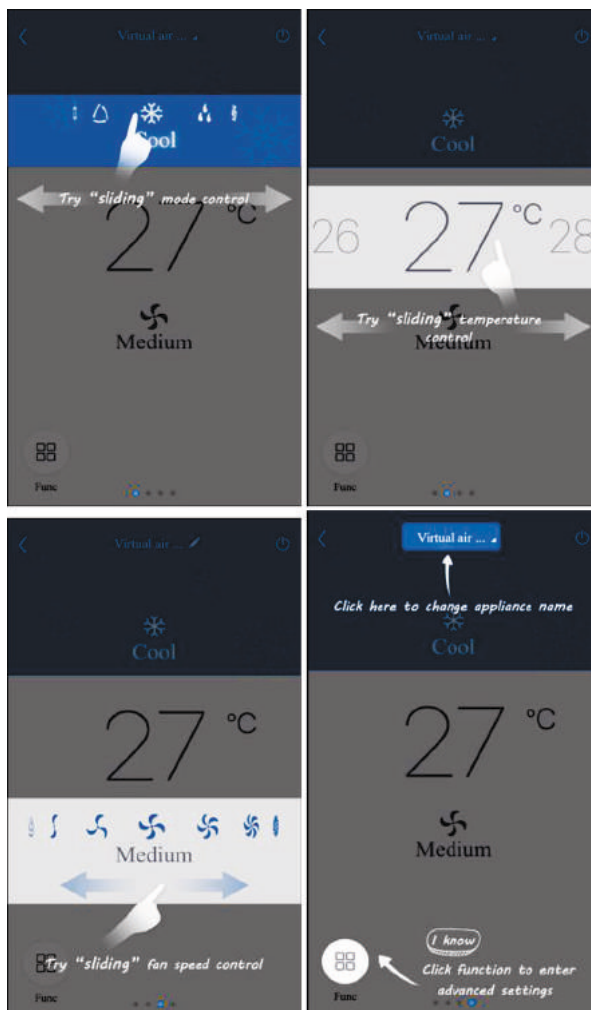 Virtual air ...
Cool
Try “sliding” mode control
27 °C
Medium
Func
Virtual air ...
Cool
26 27 °C 28
Try “sliding” temperature
control
Medium
Func
Virtual air ...
Cool
27 °C
Medium
Try “sliding” fan speed control
Func
Virtual air ...
Click here to change appliance name
Cool
27 °C
Medium
I know
Click function to enter
advanced settings
Func